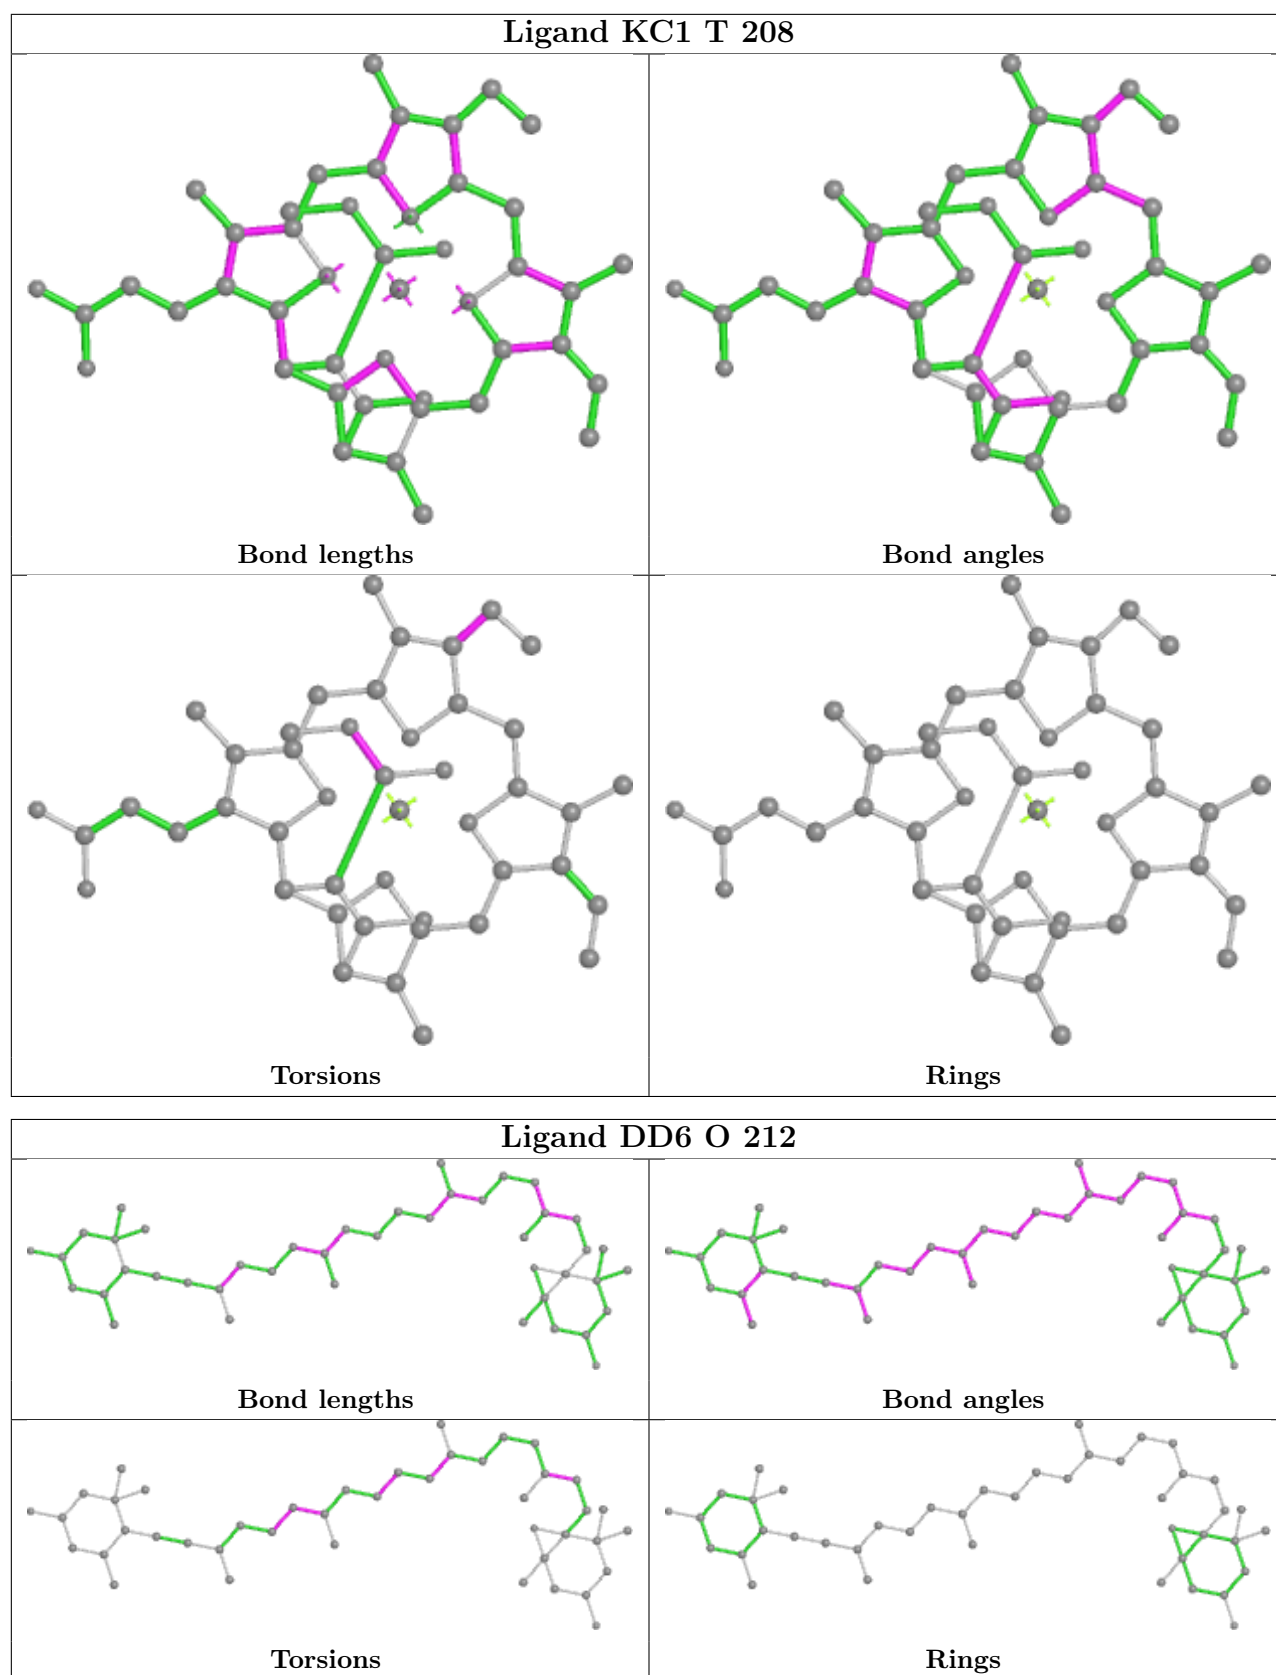 Ligand KC1 T 208
Bond lengths
Bond angles
Torsions
Rings
Ligand DD6 O 212
Bond lengths
Bond angles
Torsions
Rings